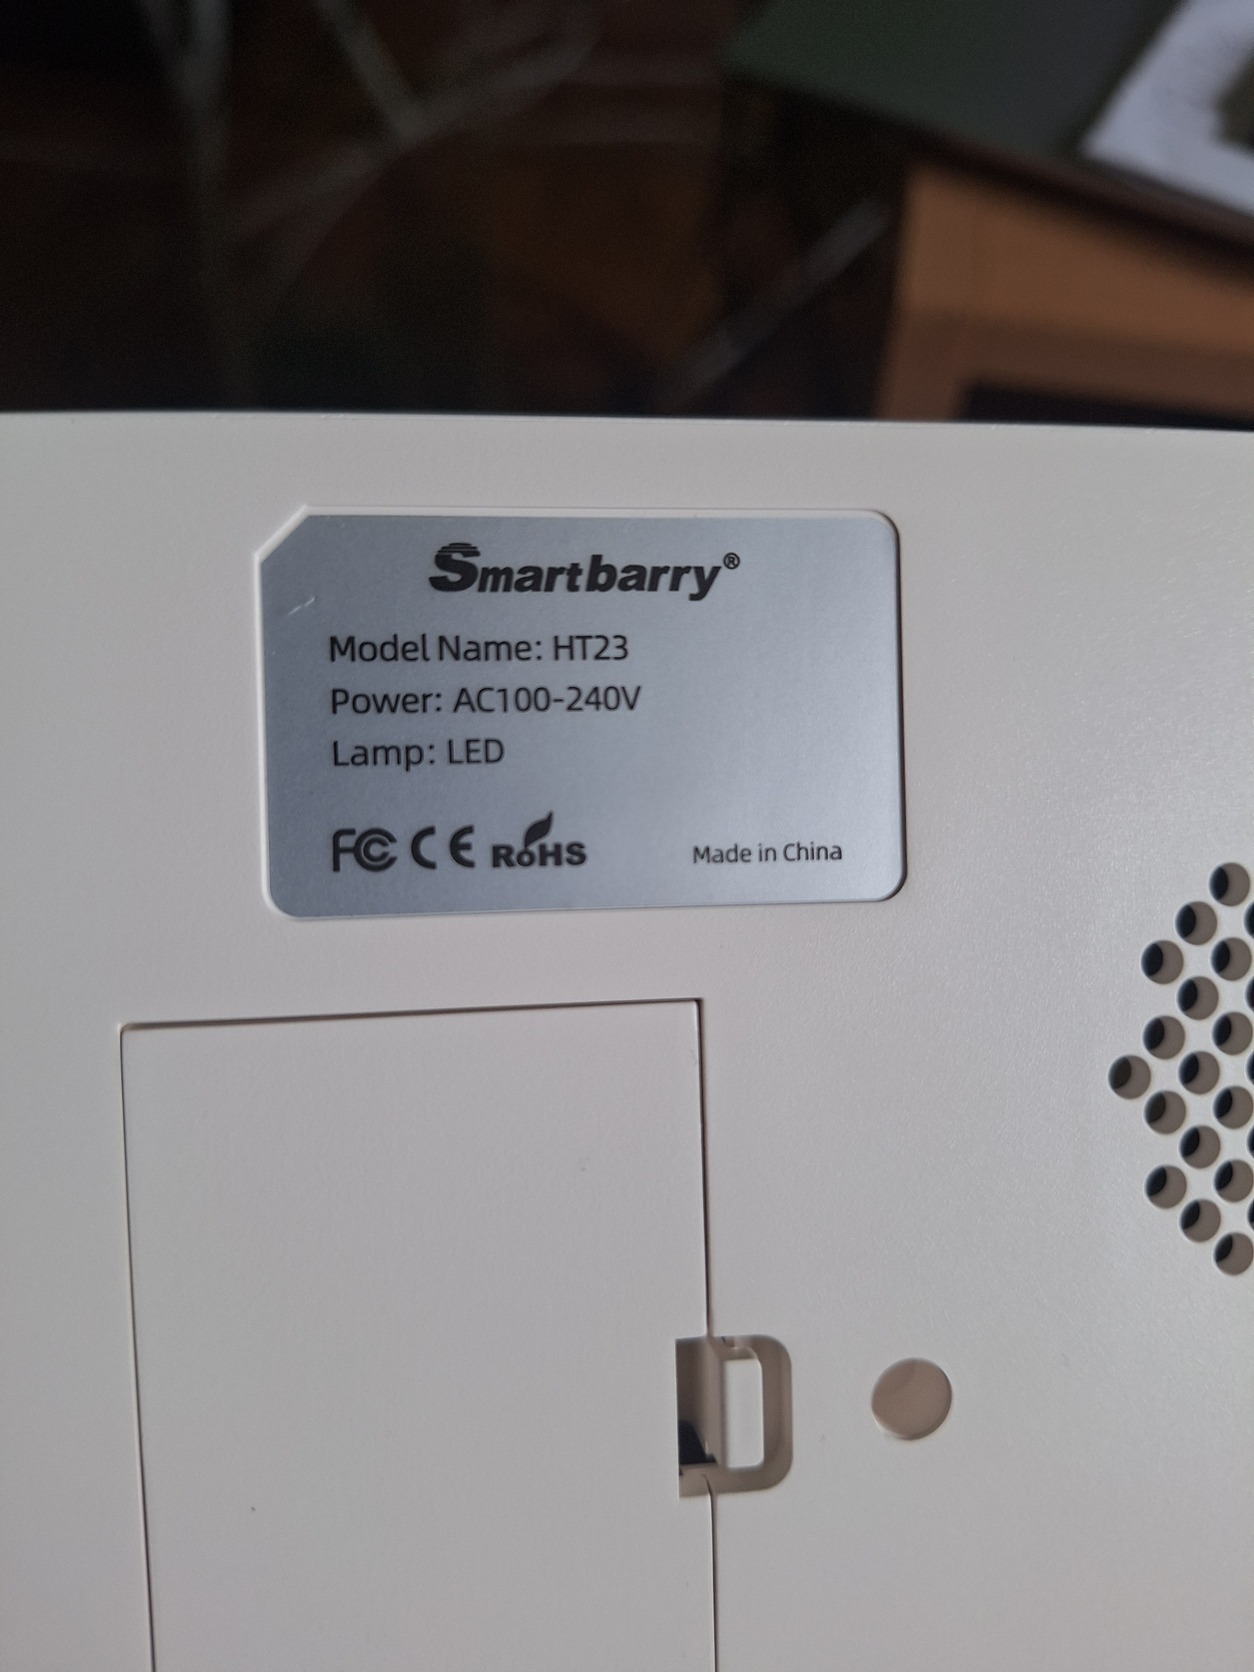 Smartbarry®
Model Name: HT23
Power: AC100-240V
Lamp: LED
FC CE RoHS Made in China